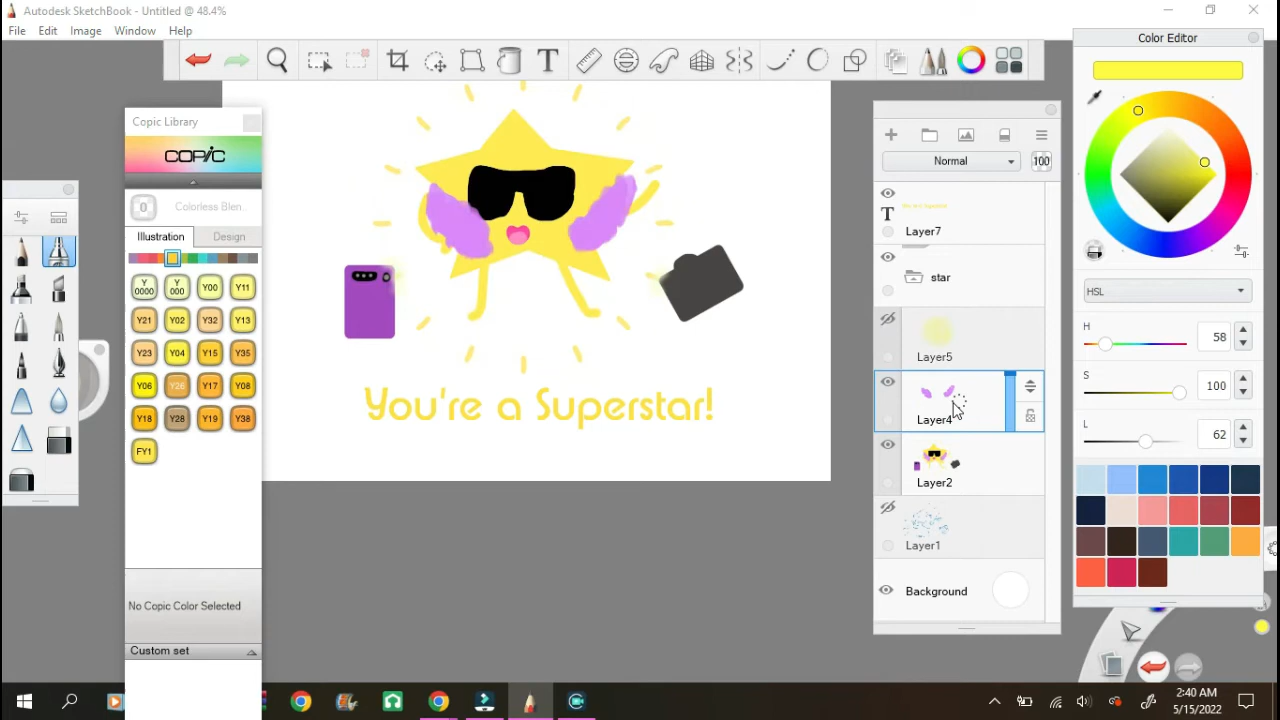 Autodesk SketchBook - Untitled @ 48.4%
File Edit Image Window Help
T
Color Editor
Copic Library
COPIC
0 Colorless Blen..
Illustration Design
Y0000 Y000 Y00 Y11
Y21 Y02 Y32 Y13
Y23 Y04 Y15 Y35
Y06 Y26 Y17 Y08
Y18 Y28 Y19 Y38
FY1
No Copic Color Selected
Custom set
You're a Superstar!
Normal 100
T
Layer7
star
Layer5
Layer4
Layer2
Layer1
Background
HSL
H 58
S 100
L 62
2:40 AM
5/15/2022